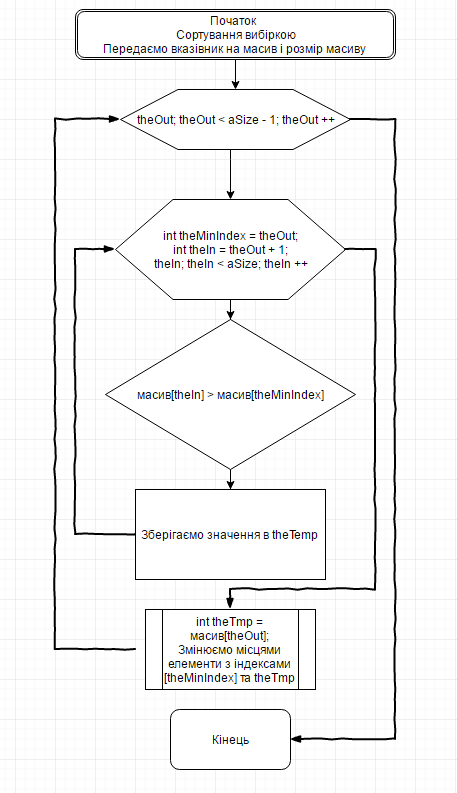 Початок
Сортування вибіркою
Передаємо вказівник на масив і розмір масиву
theOut; theOut < aSize - 1; theOut ++
int theMinIndex = theOut;
int theIn = theOut + 1;
theIn; theIn < aSize; theIn ++
масив[theIn] > масив[theMinIndex]
Зберігаємо значення в theTemp
int theTmp =
масив[theOut];
Змінюємо місцями
елементи з індексами
[theMinIndex] та theTmp
Кінець